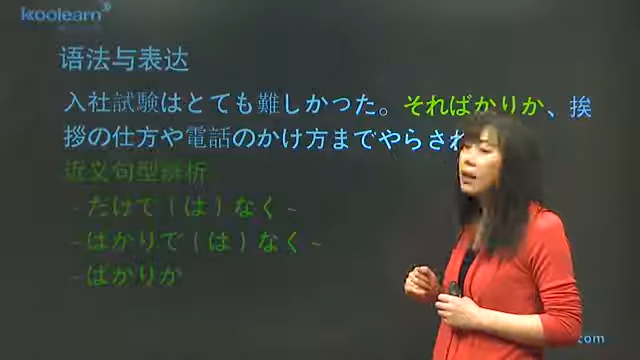 koolearn
语法与表达
入社試験はとても難しかった。そればかりか、挨
拶の仕方や電話のかけ方までやらされ
近义句型辨析
~だけで（は）なく~
~ばかりで（は）なく~
~ばかりか
com